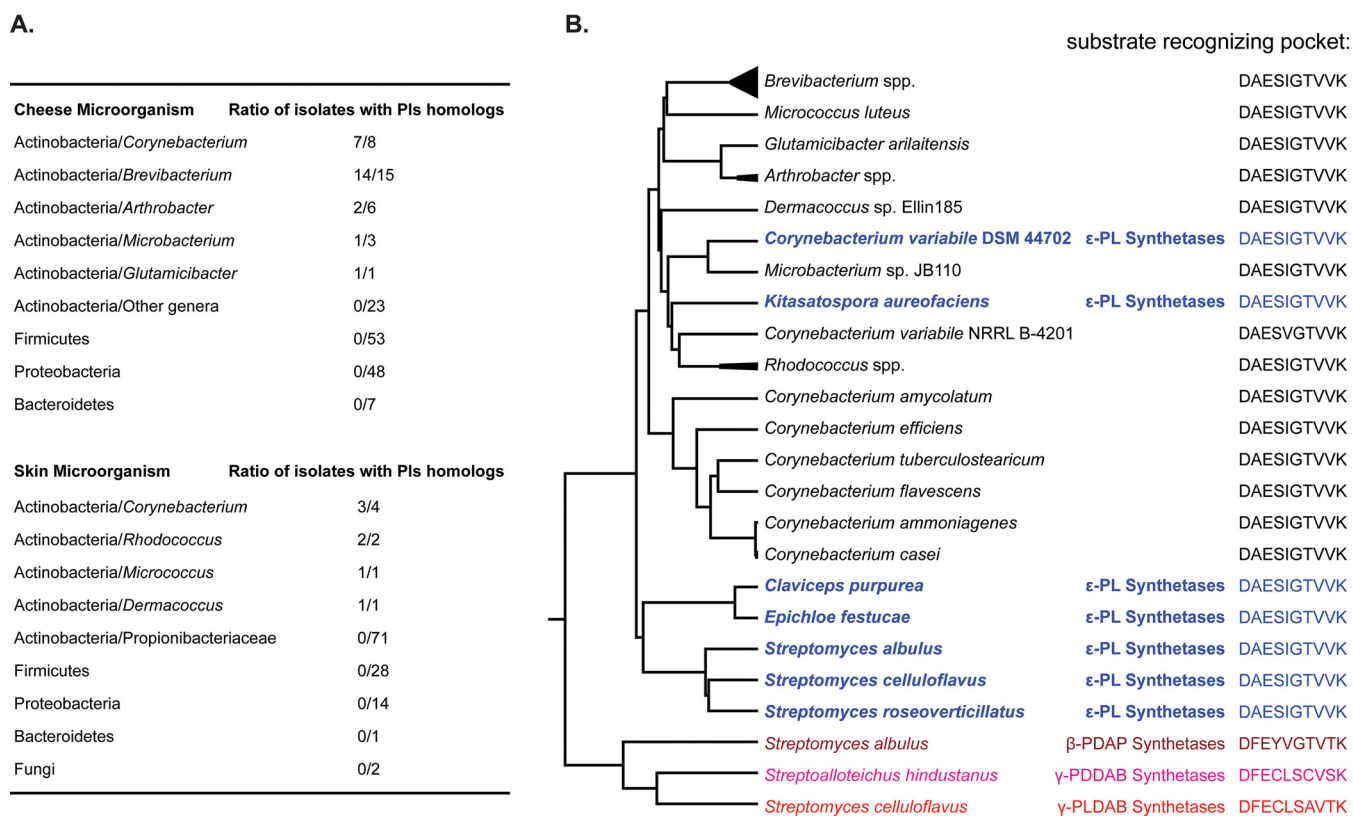 A.
Cheese Microorganism Ratio of isolates with Pls homologs
Actinobacteria/Corynebacterium 7/8
Actinobacteria/Brevibacterium 14/15
Actinobacteria/Arthrobacter 2/6
Actinobacteria/Microbacterium 1/3
Actinobacteria/Glutamicibacter 1/1
Actinobacteria/Other genera 0/23
Firmicutes 0/53
Proteobacteria 0/48
Bacteroidetes 0/7
Skin Microorganism Ratio of isolates with Pls homologs
Actinobacteria/Corynebacterium 3/4
Actinobacteria/Rhodococcus 2/2
Actinobacteria/Micrococcus 1/1
Actinobacteria/Dermacoccus 1/1
Actinobacteria/Propionibacteriaceae 0/71
Firmicutes 0/28
Proteobacteria 0/14
Bacteroidetes 0/1
Fungi 0/2
B.
substrate recognizing pocket:
Brevibacterium spp. DAESIGTVVK
Micrococcus luteus DAESIGTVVK
Glutamicibacter arilaitensis DAESIGTVVK
Arthrobacter spp. DAESIGTVVK
Dermacoccus sp. Ellin185 DAESIGTVVK
Corynebacterium variabile DSM 44702 ε-PL Synthetases DAESIGTVVK
Microbacterium sp. JB110 DAESIGTVVK
Kitasatospora aureofaciens ε-PL Synthetases DAESIGTVVK
Corynebacterium variabile NRRL B-4201 DAESVGTVVK
Rhodococcus spp. DAESIGTVVK
Corynebacterium amycolatum DAESIGTVVK
Corynebacterium efficiens DAESIGTVVK
Corynebacterium tuberculostearicum DAESIGTVVK
Corynebacterium flavescens DAESIGTVVK
Corynebacterium ammoniagenes DAESIGTVVK
Corynebacterium casei DAESIGTVVK
Claviceps purpurea ε-PL Synthetases DAESIGTVVK
Epichloe festucae ε-PL Synthetases DAESIGTVVK
Streptomyces albulus ε-PL Synthetases DAESIGTVVK
Streptomyces celluloflavus ε-PL Synthetases DAESIGTVVK
Streptomyces roseoverticillatus ε-PL Synthetases DAESIGTVVK
Streptomyces albulus β-PDAP Synthetases DFEYVGTVTK
Streptoalloteichus hindustanus γ-PDDAB Synthetases DFECLSCVSK
Streptomyces celluloflavus γ-PLDAB Synthetases DFECLSAVTK